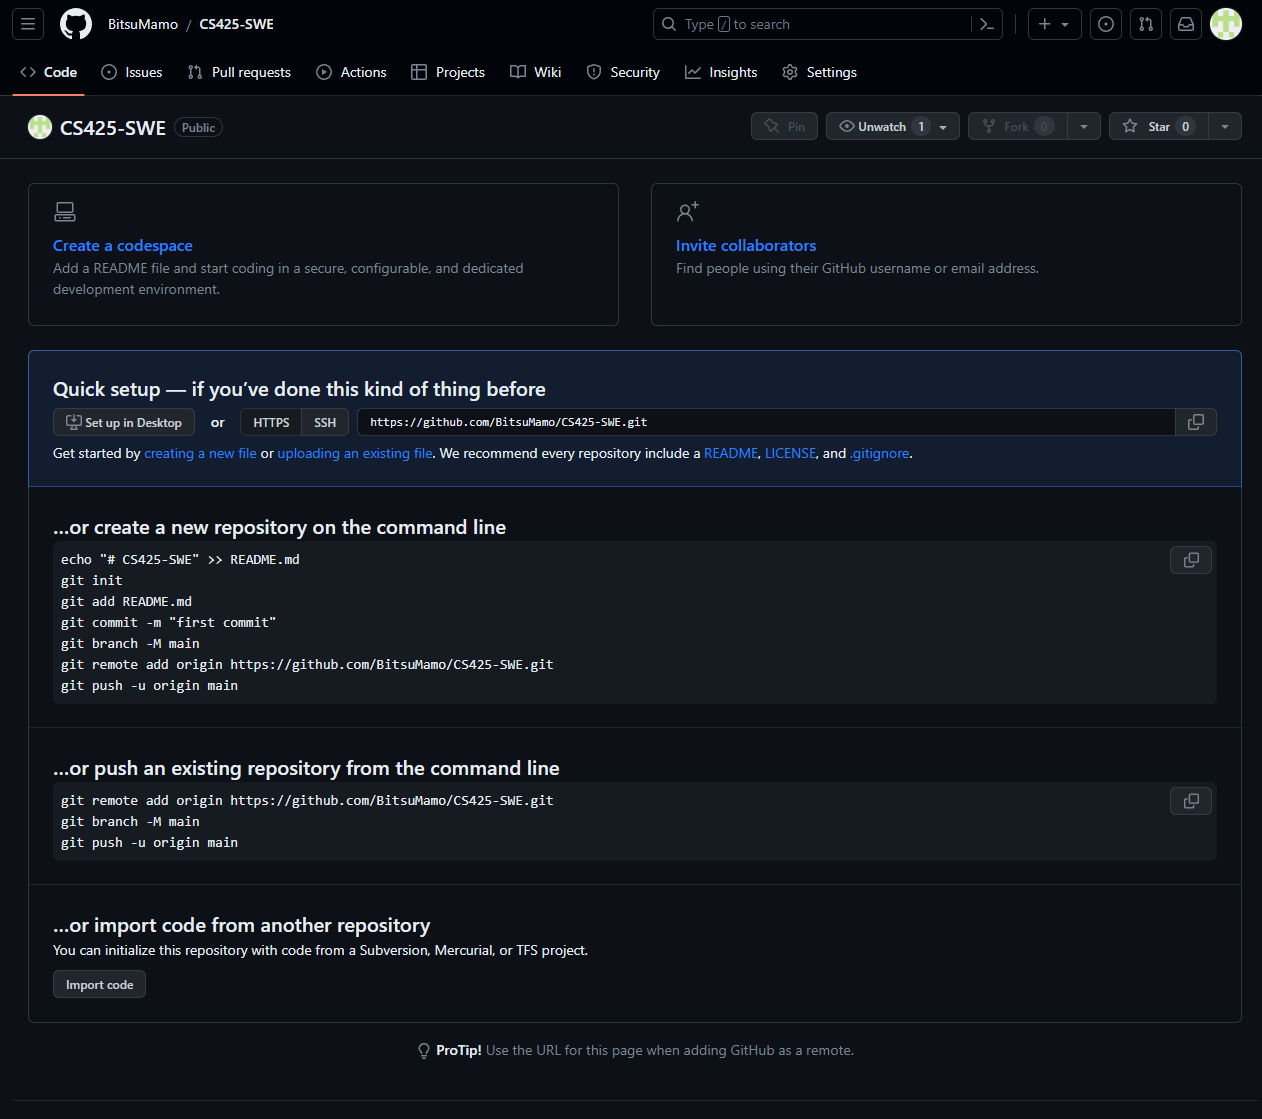 BitsuMamo / CS425-SWE
Type / to search
Code
Issues
Pull requests
Actions
Projects
Wiki
Security
Insights
Settings
CS425-SWE Public
Pin
Unwatch 1
Fork 0
Star 0
Create a codespace
Add a README file and start coding in a secure, configurable, and dedicated
development environment.
Invite collaborators
Find people using their GitHub username or email address.
Quick setup — if you’ve done this kind of thing before
Set up in Desktop or HTTPS SSH https://github.com/BitsuMamo/CS425-SWE.git
Get started by creating a new file or uploading an existing file. We recommend every repository include a README, LICENSE, and .gitignore.
…or create a new repository on the command line
echo "# CS425-SWE" >> README.md
git init
git add README.md
git commit -m "first commit"
git branch -M main
git remote add origin https://github.com/BitsuMamo/CS425-SWE.git
git push -u origin main
…or push an existing repository from the command line
git remote add origin https://github.com/BitsuMamo/CS425-SWE.git
git branch -M main
git push -u origin main
…or import code from another repository
You can initialize this repository with code from a Subversion, Mercurial, or TFS project.
Import code
ProTip! Use the URL for this page when adding GitHub as a remote.